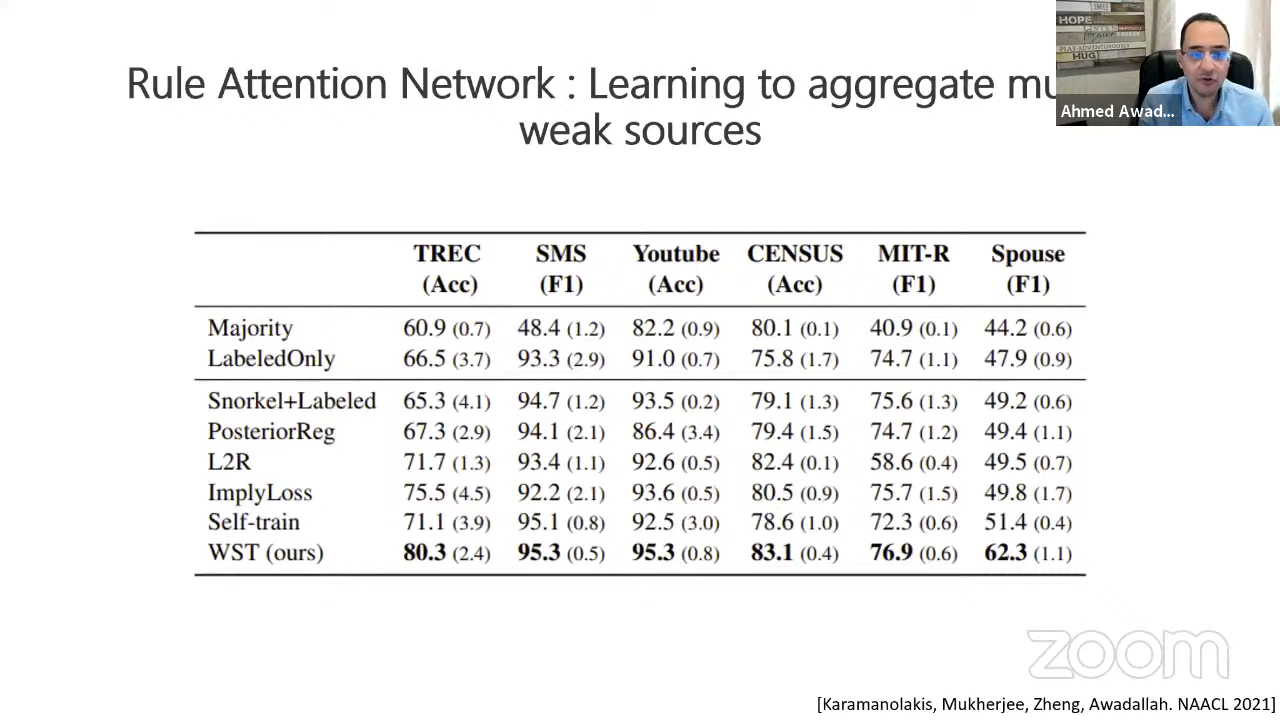 HOPE
LISTEN
forgive
PLAY ADVENTUROUSLY
HUG
Ahmed Awad...
Rule Attention Network : Learning to aggregate mu
weak sources
TREC SMS Youtube CENSUS MIT-R Spouse
(Acc) (F1) (Acc) (Acc) (F1) (F1)
Majority 60.9 (0.7) 48.4 (1.2) 82.2 (0.9) 80.1 (0.1) 40.9 (0.1) 44.2 (0.6)
LabeledOnly 66.5 (3.7) 93.3 (2.9) 91.0 (0.7) 75.8 (1.7) 74.7 (1.1) 47.9 (0.9)
Snorkel+Labeled 65.3 (4.1) 94.7 (1.2) 93.5 (0.2) 79.1 (1.3) 75.6 (1.3) 49.2 (0.6)
PosteriorReg 67.3 (2.9) 94.1 (2.1) 86.4 (3.4) 79.4 (1.5) 74.7 (1.2) 49.4 (1.1)
L2R 71.7 (1.3) 93.4 (1.1) 92.6 (0.5) 82.4 (0.1) 58.6 (0.4) 49.5 (0.7)
ImplyLoss 75.5 (4.5) 92.2 (2.1) 93.6 (0.5) 80.5 (0.9) 75.7 (1.5) 49.8 (1.7)
Self-train 71.1 (3.9) 95.1 (0.8) 92.5 (3.0) 78.6 (1.0) 72.3 (0.6) 51.4 (0.4)
WST (ours) 80.3 (2.4) 95.3 (0.5) 95.3 (0.8) 83.1 (0.4) 76.9 (0.6) 62.3 (1.1)
zoom
[Karamanolakis, Mukherjee, Zheng, Awadallah. NAACL 2021]